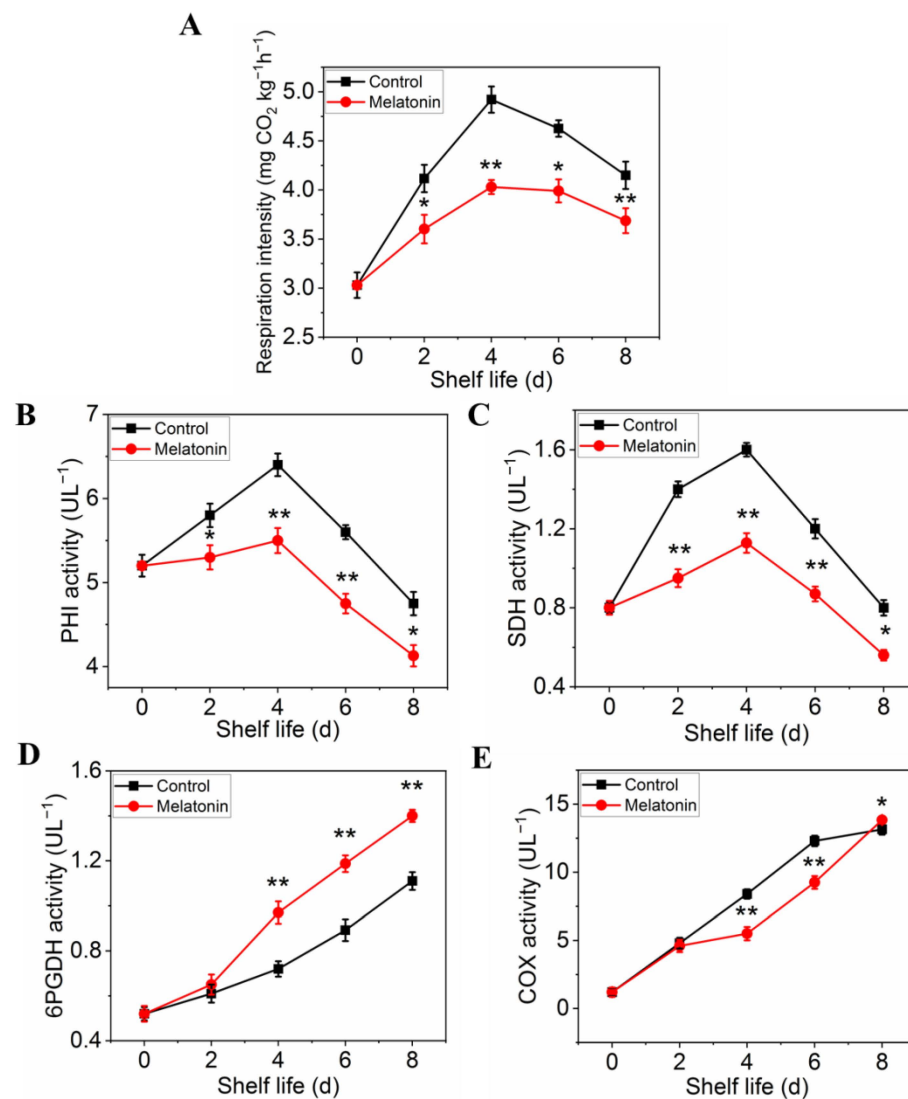 A
Respiration intensity (mg CO₂ kg⁻¹h⁻¹)
Control
Melatonin
5.0
4.5
4.0
3.5
3.0
2.5
*
**
*
**
0 2 4 6 8
Shelf life (d)
B
PHI activity (UL⁻¹)
Control
Melatonin
7
6
5
4
*
**
**
*
0 2 4 6 8
Shelf life (d)
C
SDH activity (UL⁻¹)
Control
Melatonin
1.6
1.2
0.8
0.4
**
**
**
*
0 2 4 6 8
Shelf life (d)
D
6PGDH activity (UL⁻¹)
Control
Melatonin
1.6
1.2
0.8
0.4
**
**
**
0 2 4 6 8
Shelf life (d)
E
COX activity (UL⁻¹)
Control
Melatonin
15
10
5
0
**
**
*
0 2 4 6 8
Shelf life (d)